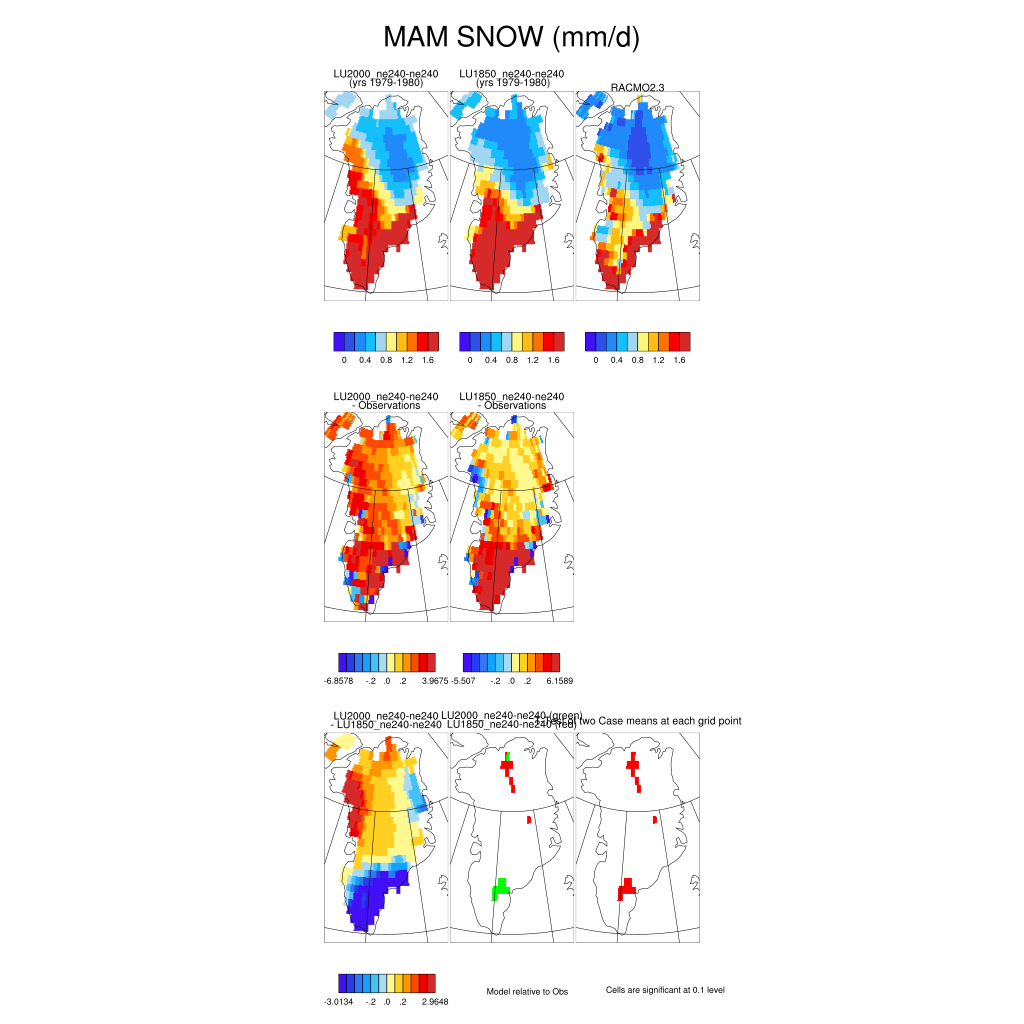 MAM SNOW (mm/d)
LU2000_ne240-ne240
(yrs 1979-1980)
LU1850_ne240-ne240
(yrs 1979-1980)
RACMO2.3
0 0.4 0.8 1.2 1.6
0 0.4 0.8 1.2 1.6
0 0.4 0.8 1.2 1.6
LU2000_ne240-ne240
- Observations
LU1850_ne240-ne240
- Observations
-6.8578 -.2 .0 .2 3.9675
-5.507 -.2 .0 .2 6.1589
LU2000_ne240-ne240
- LU1850_ne240-ne240
LU2000_ne240-ne240 (green)
LU1850_ne240-ne240 (red)
of two Case means at each grid point
-3.0134 -.2 .0 .2 2.9648
Model relative to Obs
Cells are significant at 0.1 level